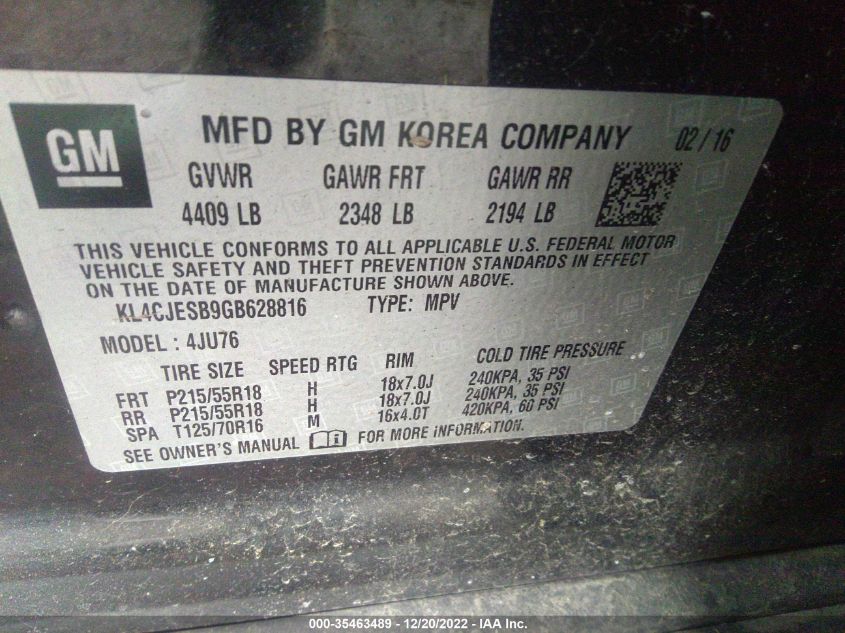 GM MFD BY GM KOREA COMPANY 02/16
GVWR GAWR FRT GAWR RR
4409 LB 2348 LB 2194 LB
THIS VEHICLE CONFORMS TO ALL APPLICABLE U.S. FEDERAL MOTOR
VEHICLE SAFETY AND THEFT PREVENTION STANDARDS IN EFFECT
ON THE DATE OF MANUFACTURE SHOWN ABOVE.
KL4CJESB9GB628816 TYPE: MPV
MODEL: 4JU76
TIRE SIZE SPEED RTG RIM COLD TIRE PRESSURE
FRT P215/55R18 H 18x7.0J 240KPA, 35 PSI
RR P215/55R18 H 18x7.0J 240KPA, 35 PSI
SPA T125/70R16 M 16x4.0T 420KPA, 60 PSI
SEE OWNER'S MANUAL FOR MORE INFORMATION.
000-35463489 - 12/20/2022 - IAA Inc.